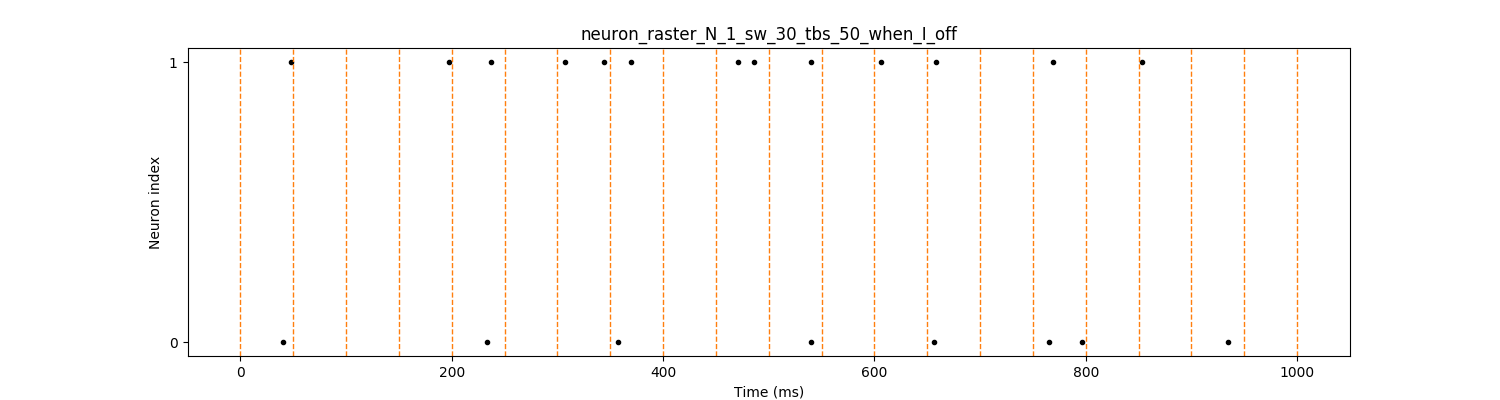 neuron_raster_N_1_sw_30_tbs_50_when_I_off
1
0
Neuron index
0 200 400 600 800 1000
Time (ms)